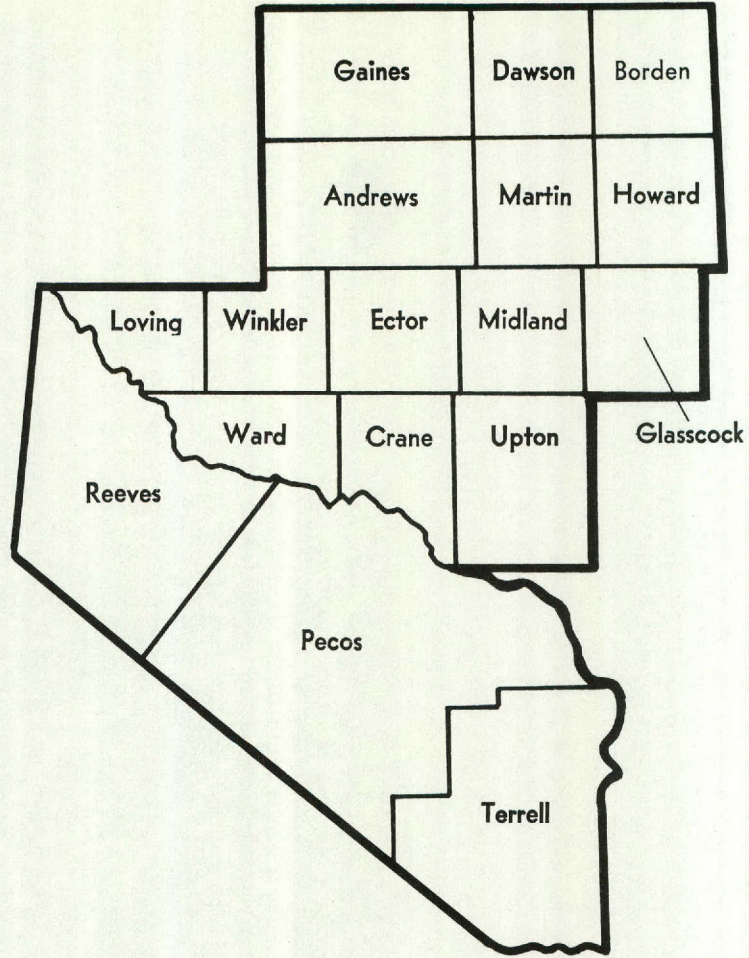 Gaines Dawson Borden
Andrews Martin Howard
Loving Winkler Ector Midland
Glasscock
Ward Crane Upton
Reeves
Pecos
Terrell